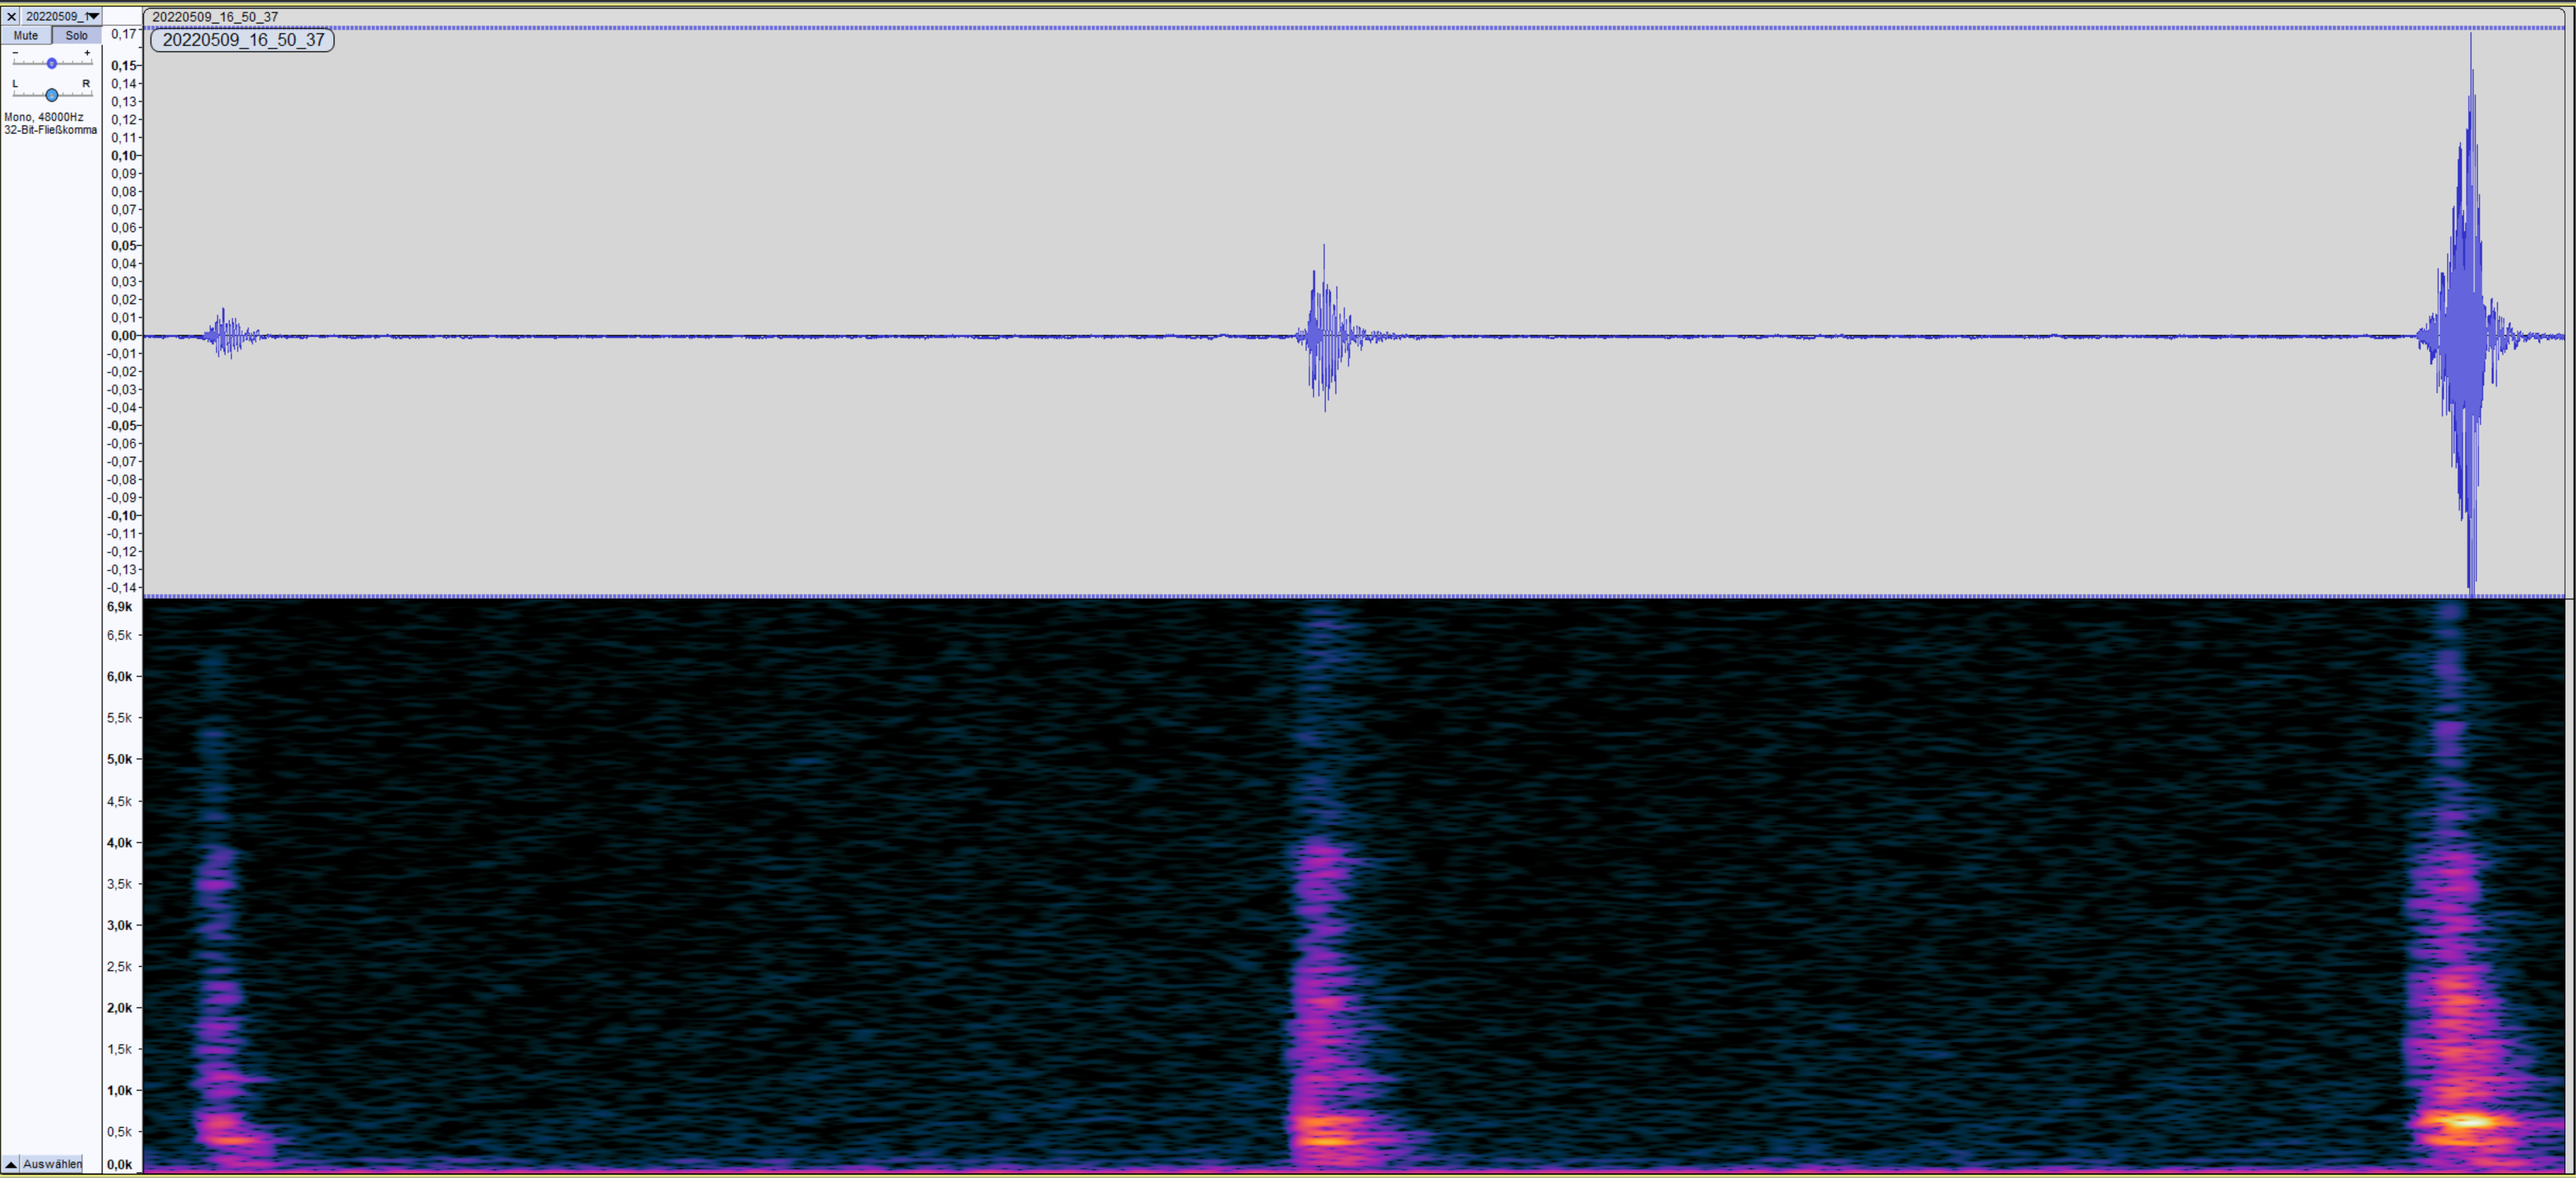 20220509_1
20220509_16_50_37
Mute Solo
20220509_16_50_37
- +
L R
Mono, 48000Hz
32-Bit-Fließkomma
0,17
0,15
0,14
0,13
0,12
0,11
0,10
0,09
0,08
0,07
0,06
0,05
0,04
0,03
0,02
0,01
0,00
-0,01
-0,02
-0,03
-0,04
-0,05
-0,06
-0,07
-0,08
-0,09
-0,10
-0,11
-0,12
-0,13
-0,14
6,9k
6,5k
6,0k
5,5k
5,0k
4,5k
4,0k
3,5k
3,0k
2,5k
2,0k
1,5k
1,0k
0,5k
0,0k
Auswählen